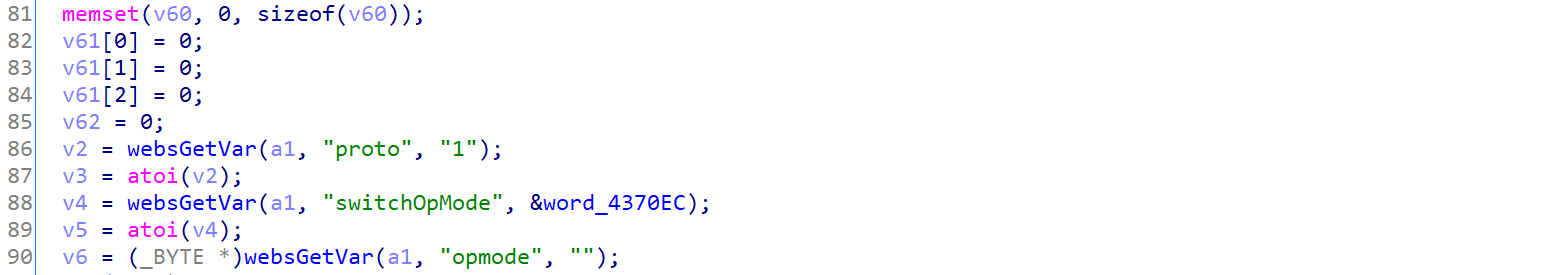 81 memset(v60, 0, sizeof(v60));
82 v61[0] = 0;
83 v61[1] = 0;
84 v61[2] = 0;
85 v62 = 0;
86 v2 = websGetVar(a1, "proto", "1");
87 v3 = atoi(v2);
88 v4 = websGetVar(a1, "switchOpMode", &word_4370EC);
89 v5 = atoi(v4);
90 v6 = (_BYTE *)websGetVar(a1, "opmode", "");